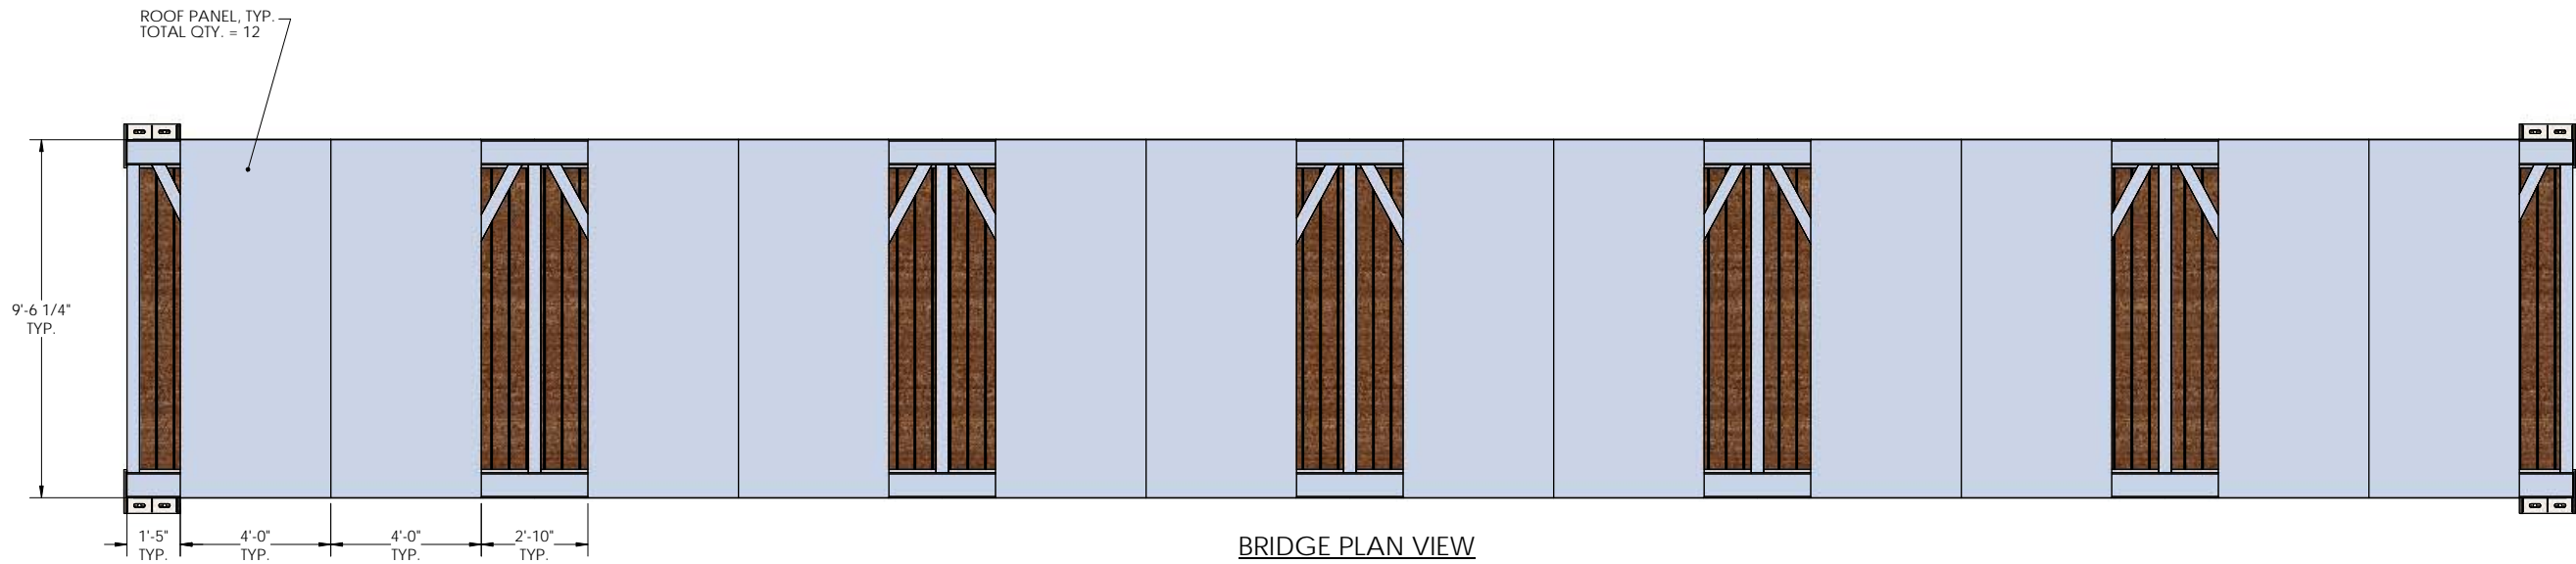 ROOF PANEL, TYP.
TOTAL QTY. = 12
9'-6 1/4"
TYP.
1'-5"
TYP.
4'-0"
TYP.
4'-0"
TYP.
2'-10"
TYP.
BRIDGE PLAN VIEW